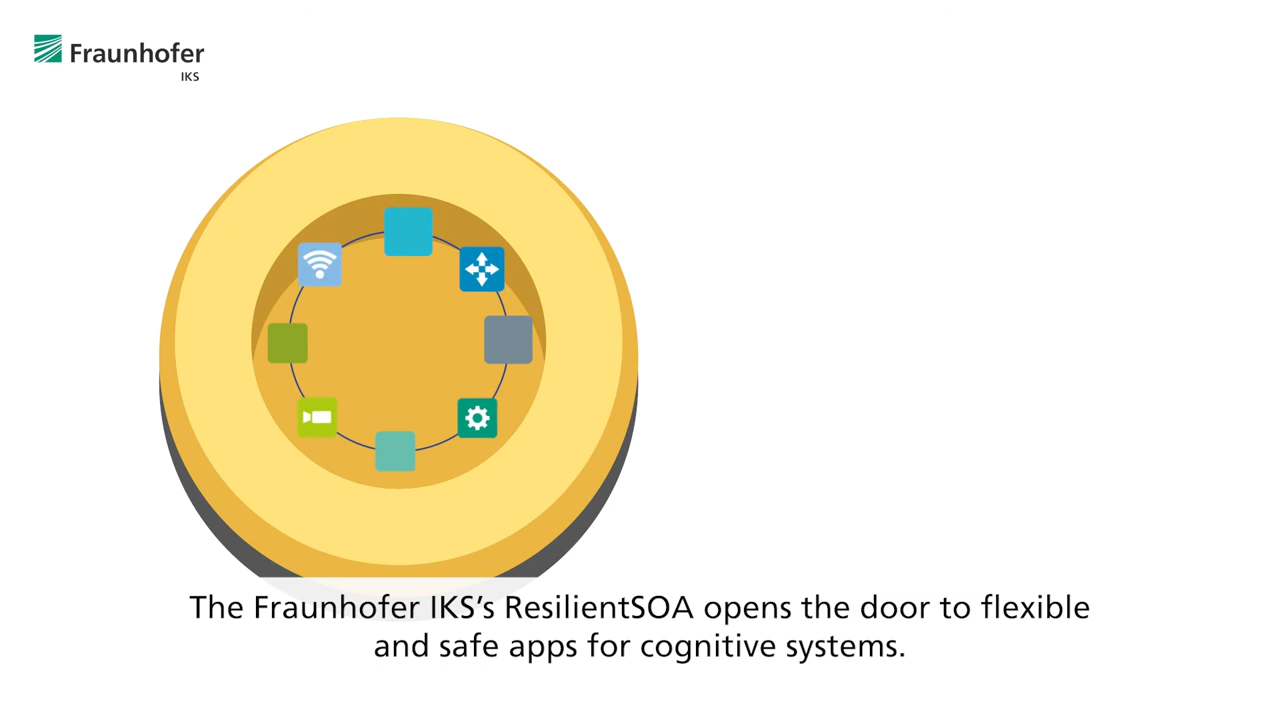 Fraunhofer
IKS
The Fraunhofer IKS’s ResilientSOA opens the door to flexible
and safe apps for cognitive systems.